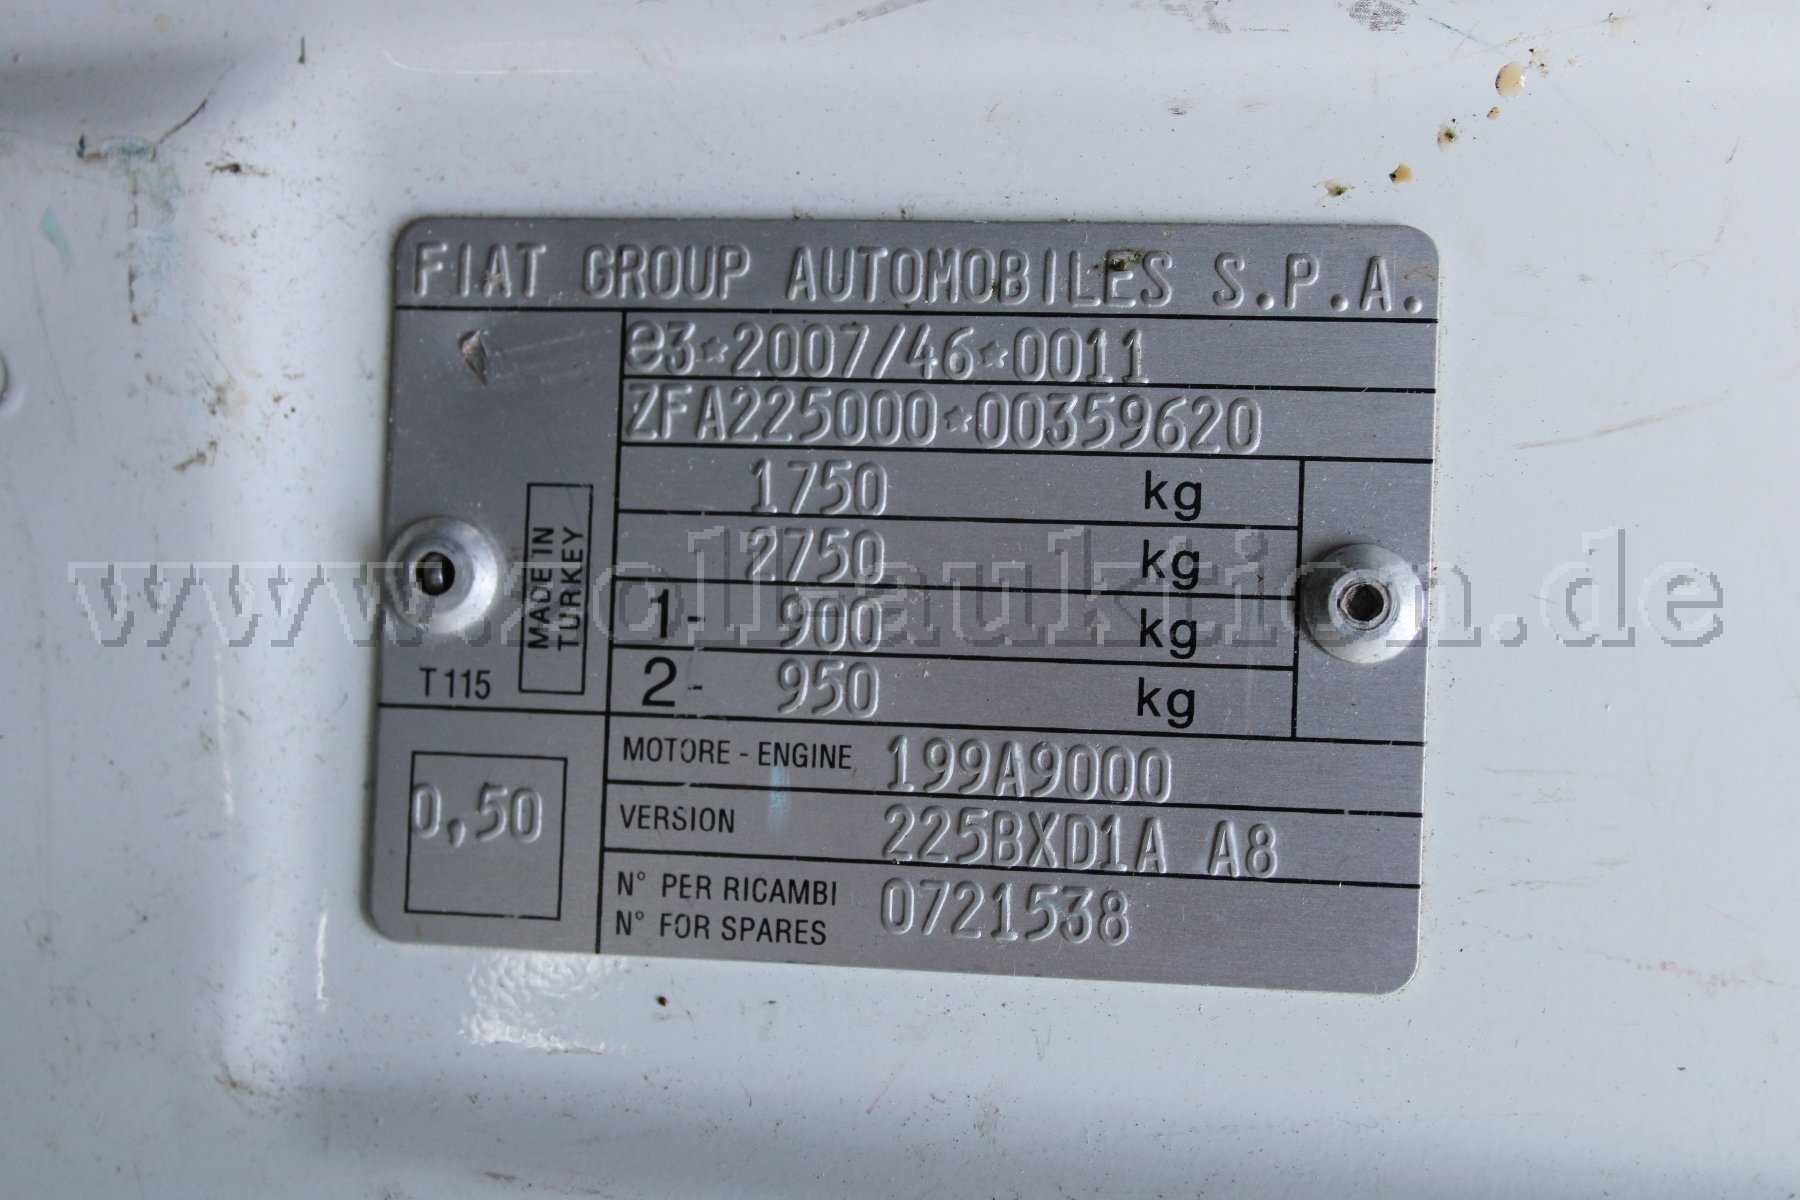 FIAT GROUP AUTOMOBILES S.P.A.
e3*2007/46*0011
ZFA225000*00359620
1750 kg
2750 kg
1- 900 kg
2- 950 kg
MADE IN
TURKEY
T115
0,50
MOTORE - ENGINE 199A9000
VERSION 225BXD1A A8
N° PER RICAMBI
N° FOR SPARES
0721538
www.zoll-auktion.de